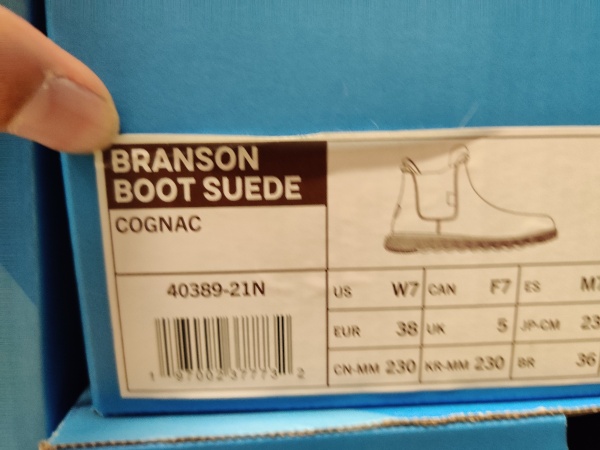 BRANSON
BOOT SUEDE
COGNAC
40389-21N
US W7 CAN F7 ES
EUR 38 UK 5 JP-CM
CN-MM 230 KR-MM 230 BR 36